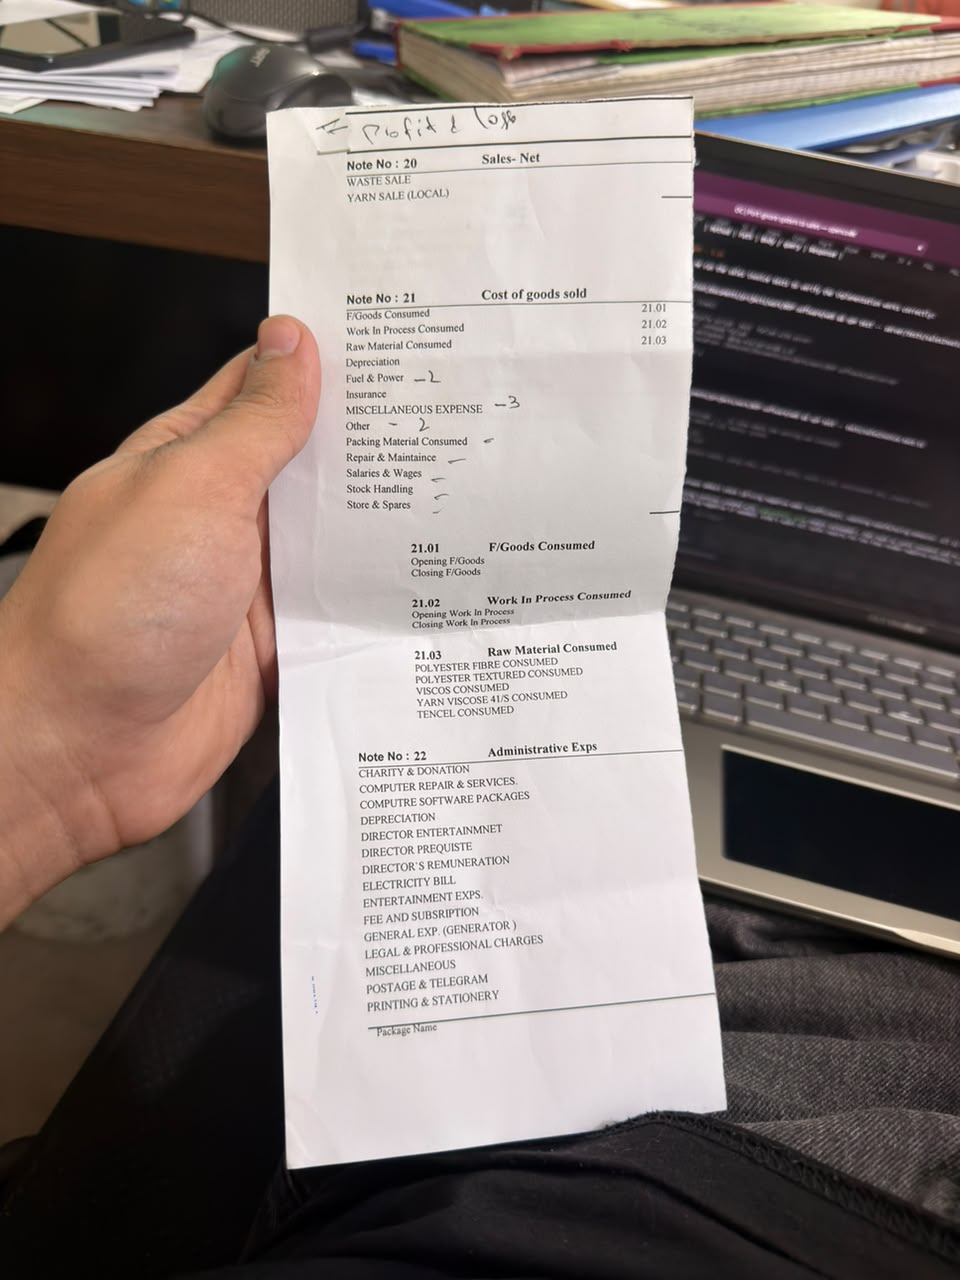 Profit & loss
Note No : 20 Sales- Net
WASTE SALE
YARN SALE (LOCAL)
Note No : 21 Cost of goods sold
F/Goods Consumed 21.01
Work In Process Consumed 21.02
Raw Material Consumed 21.03
Depreciation
Fuel & Power - 2
Insurance
MISCELLANEOUS EXPENSE - 3
Other - 2
Packing Material Consumed -
Repair & Maintaince -
Salaries & Wages -
Stock Handling -
Store & Spares -
21.01 F/Goods Consumed
Opening F/Goods
Closing F/Goods
21.02 Work In Process Consumed
Opening Work In Process
Closing Work In Process
21.03 Raw Material Consumed
POLYESTER FIBRE CONSUMED
POLYESTER TEXTURED CONSUMED
VISCOS CONSUMED
YARN VISCOSE 41/S CONSUMED
TENCEL CONSUMED
Note No : 22 Administrative Exps
CHARITY & DONATION
COMPUTER REPAIR & SERVICES.
COMPUTRE SOFTWARE PACKAGES
DEPRECIATION
DIRECTOR ENTERTAINMNET
DIRECTOR PREQUISTE
DIRECTOR'S REMUNERATION
ELECTRICITY BILL
ENTERTAINMENT EXPS.
FEE AND SUBSRIPTION
GENERAL EXP. (GENERATOR )
LEGAL & PROFESSIONAL CHARGES
MISCELLANEOUS
POSTAGE & TELEGRAM
PRINTING & STATIONERY
Package Name